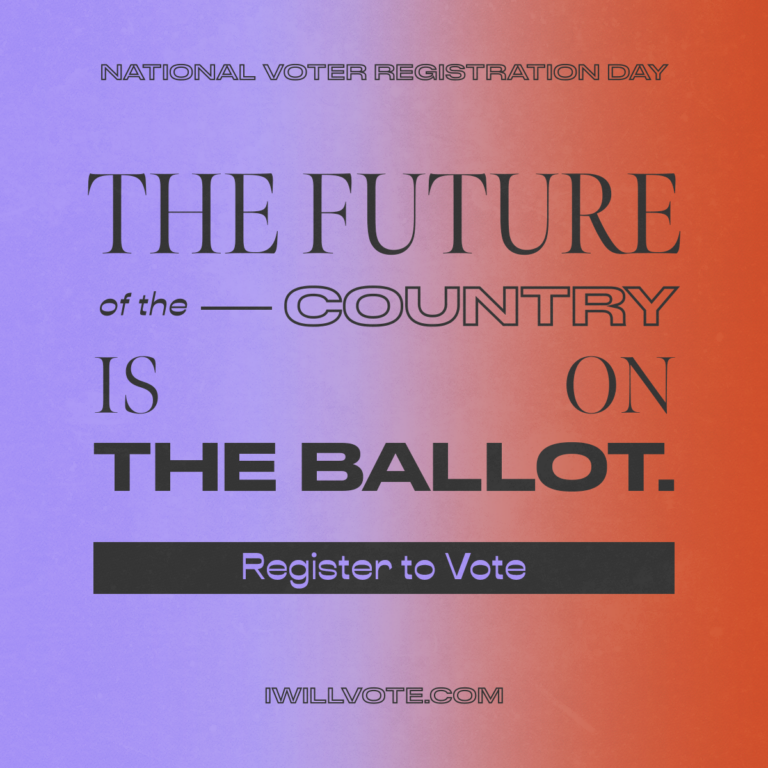 NATIONAL VOTER REGISTRATION DAY
THE FUTURE
of the — COUNTRY
IS ON
THE BALLOT.
Register to Vote
IWILLVOTE.COM